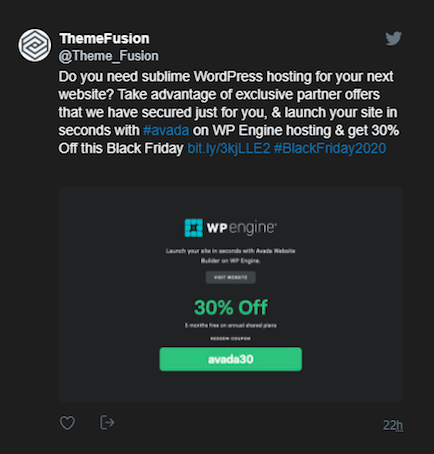 ThemeFusion
@Theme_Fusion
Do you need sublime WordPress hosting for your next
website? Take advantage of exclusive partner offers
that we have secured just for you, & launch your site in
seconds with #avada on WP Engine hosting & get 30%
Off this Black Friday bit.ly/3kjLLE2 #BlackFriday2020
WP engine
Launch your site in seconds with Avada Website
Builder on WP Engine.
VISIT WEBSITE
30% Off
5 months free on annual shared plans
REDEEM COUPON
avada30
22h